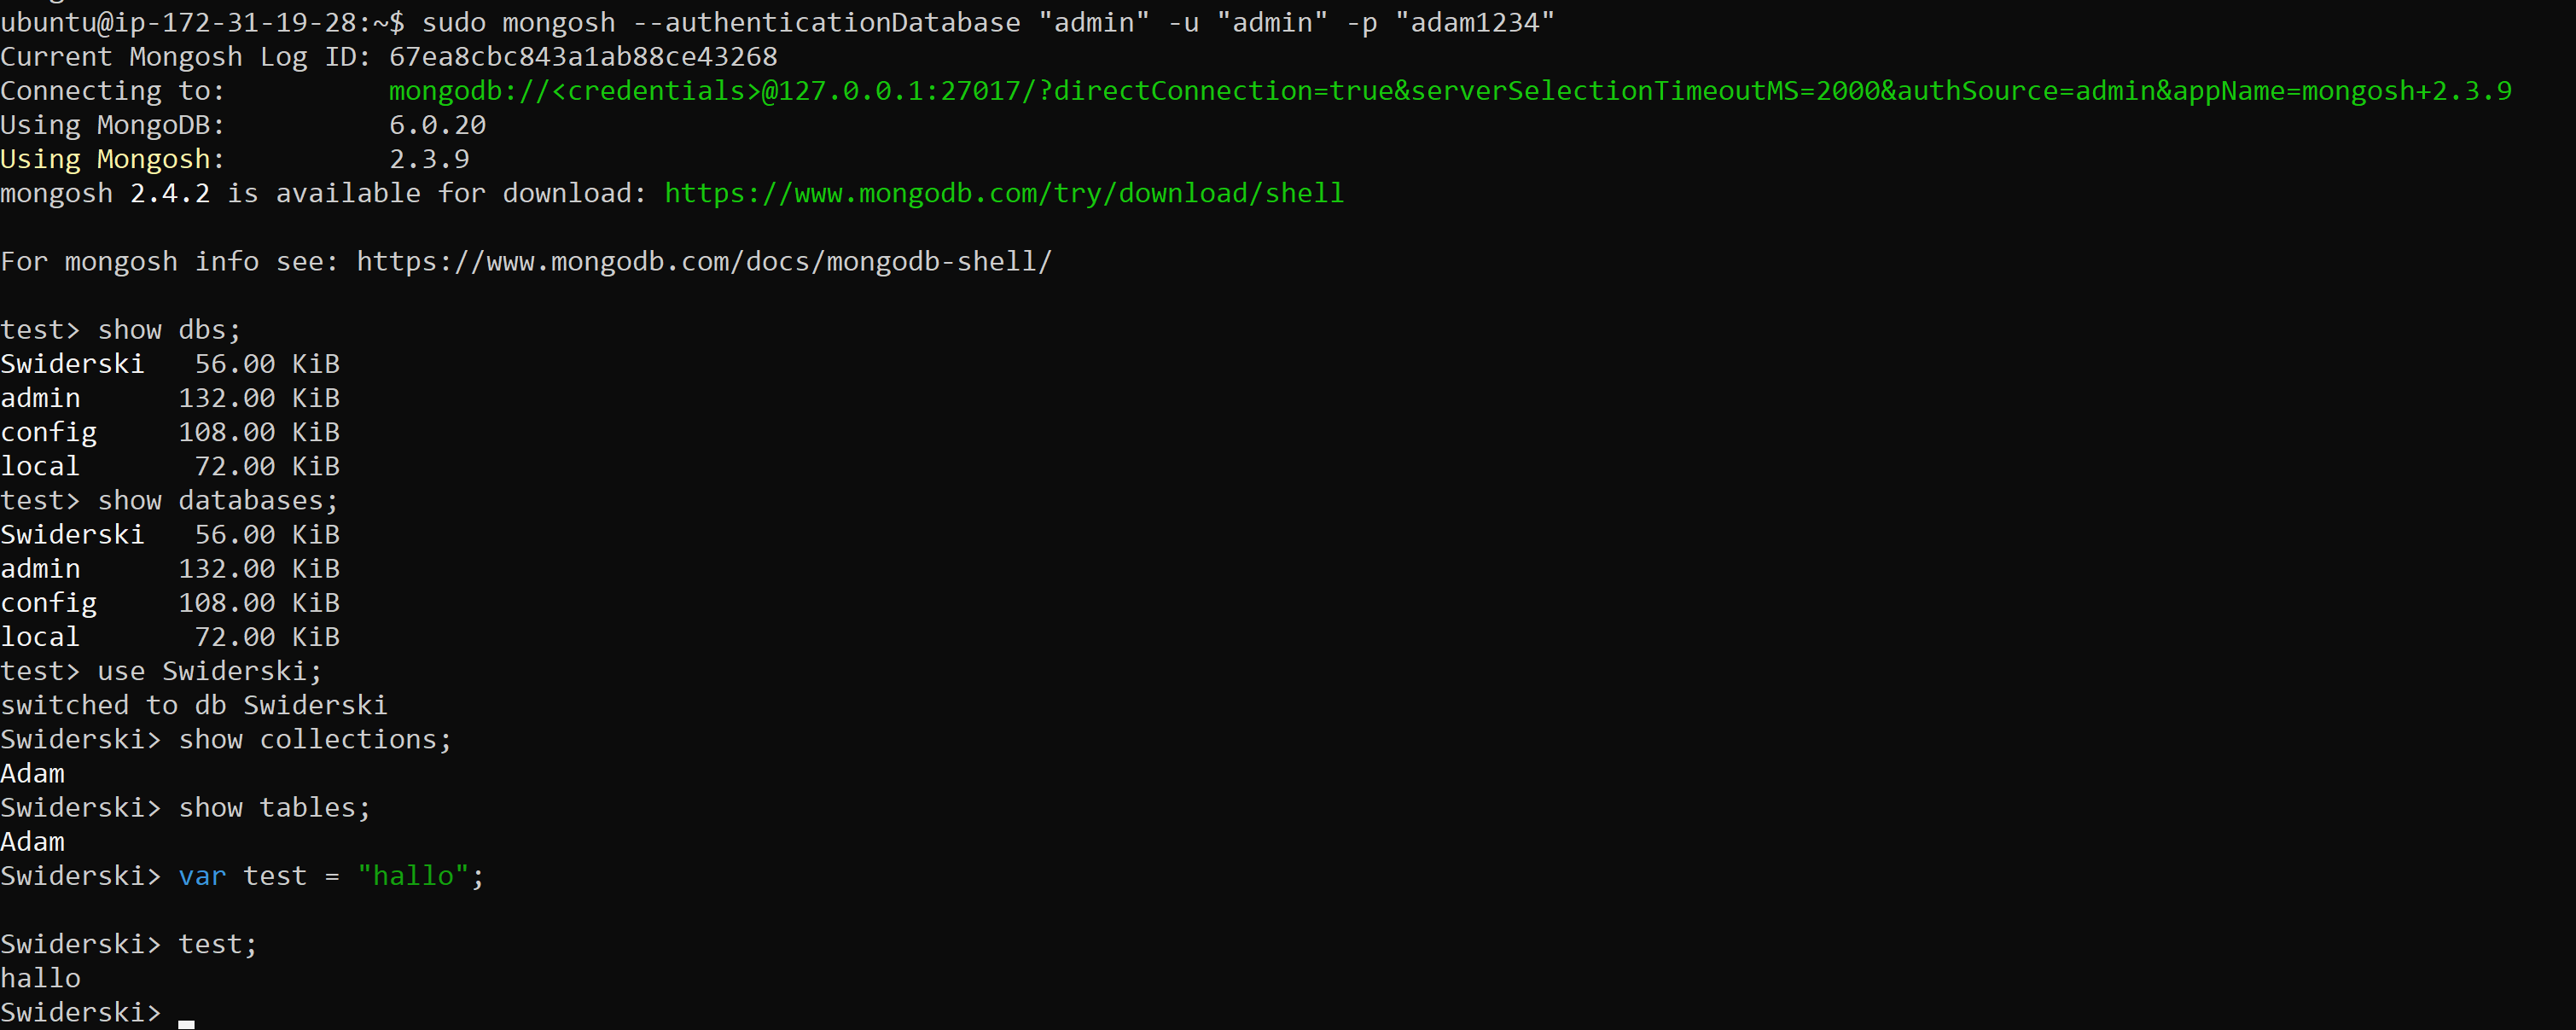 ubuntu@ip-172-31-19-28:~$ sudo mongosh --authenticationDatabase "admin" -u "admin" -p "adam1234"
Current Mongosh Log ID: 67ea8cbc843a1ab88ce43268
Connecting to:          mongodb://<credentials>@127.0.0.1:27017/?directConnection=true&serverSelectionTimeoutMS=2000&authSource=admin&appName=mongosh+2.3.9
Using MongoDB:          6.0.20
Using Mongosh:          2.3.9
mongosh 2.4.2 is available for download: https://www.mongodb.com/try/download/shell
For mongosh info see: https://www.mongodb.com/docs/mongodb-shell/
test> show dbs;
Swiderski   56.00 KiB
admin      132.00 KiB
config     108.00 KiB
local       72.00 KiB
test> show databases;
Swiderski   56.00 KiB
admin      132.00 KiB
config     108.00 KiB
local       72.00 KiB
test> use Swiderski;
switched to db Swiderski
Swiderski> show collections;
Adam
Swiderski> show tables;
Adam
Swiderski> var test = "hallo";
Swiderski> test;
hallo
Swiderski>